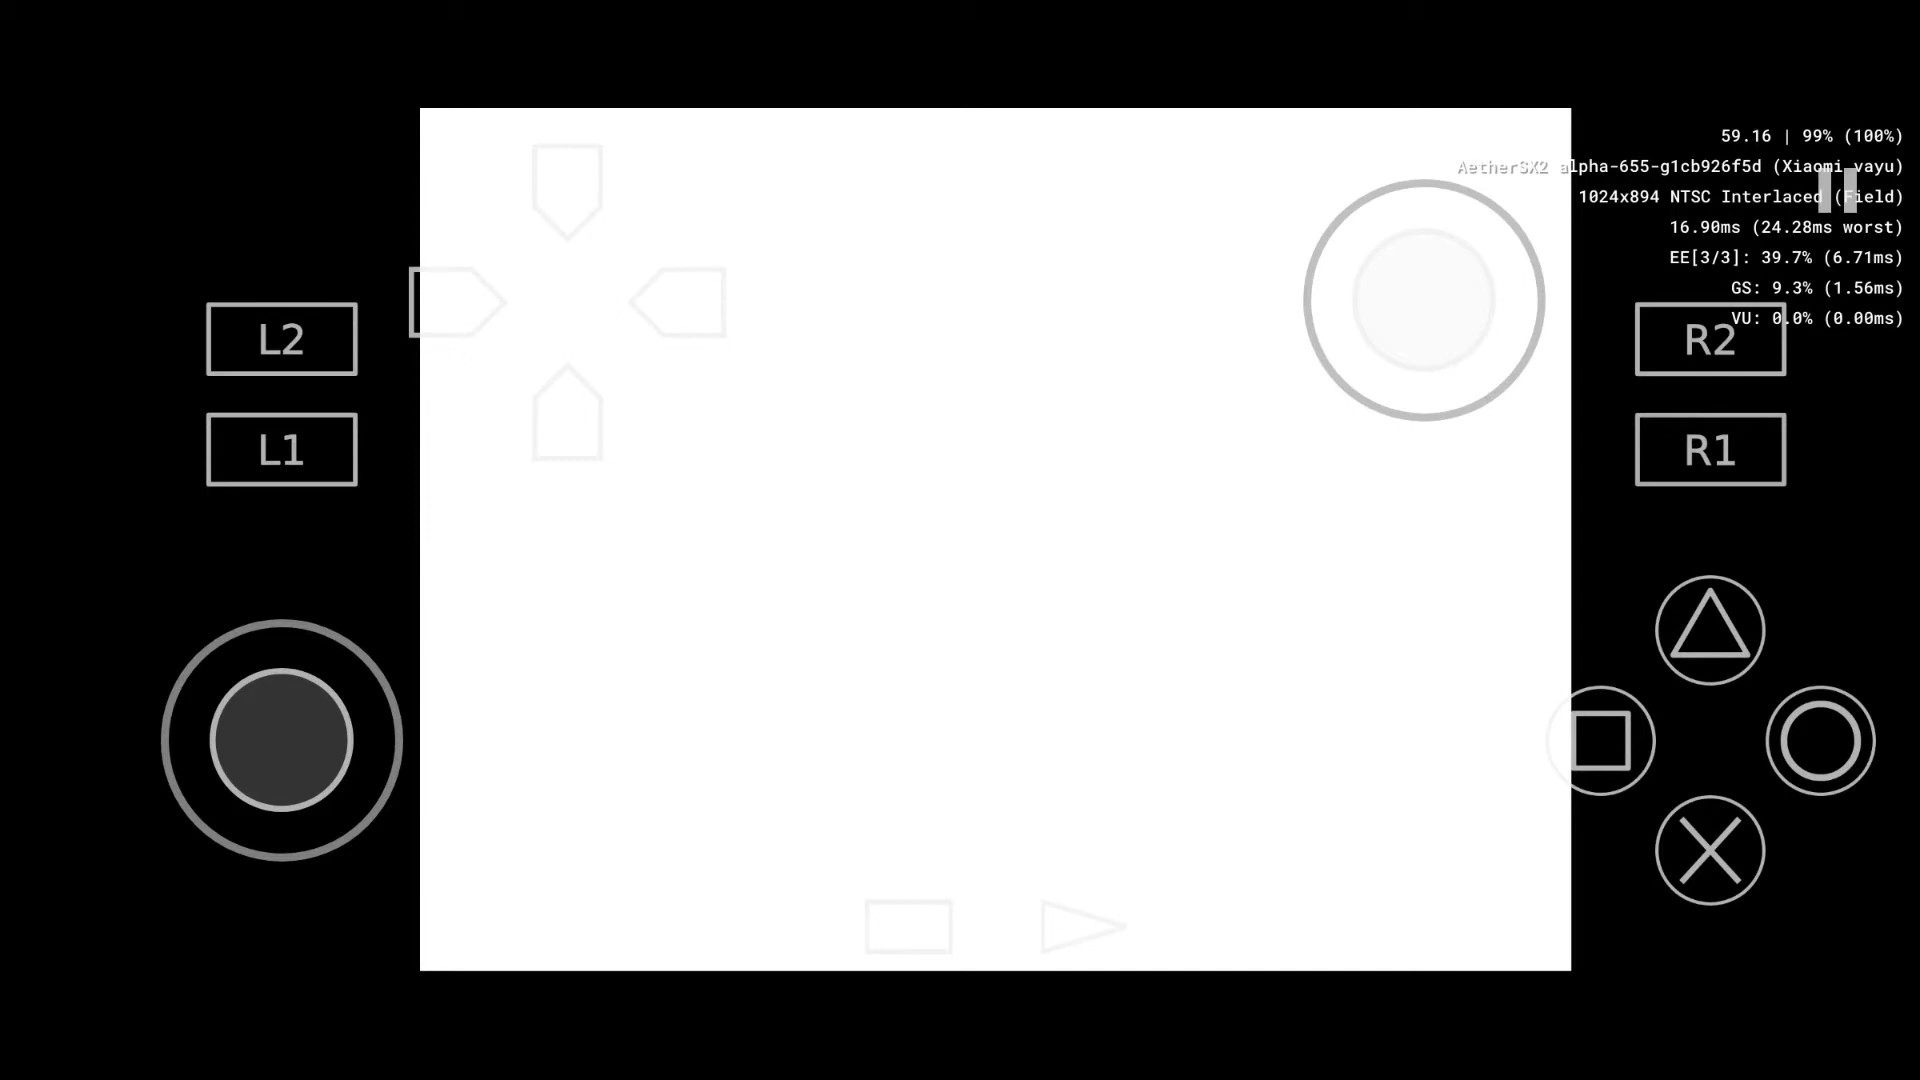 59.16 | 99% (100%)
AetherSX2 alpha-655-g1cb926f5d (Xiaomi vayu)
1024x894 NTSC Interlaced (Field)
16.90ms (24.28ms worst)
EE[3/3]: 39.7% (6.71ms)
GS: 9.3% (1.56ms)
VU: 0.0% (0.00ms)
L2
R2
L1
R1